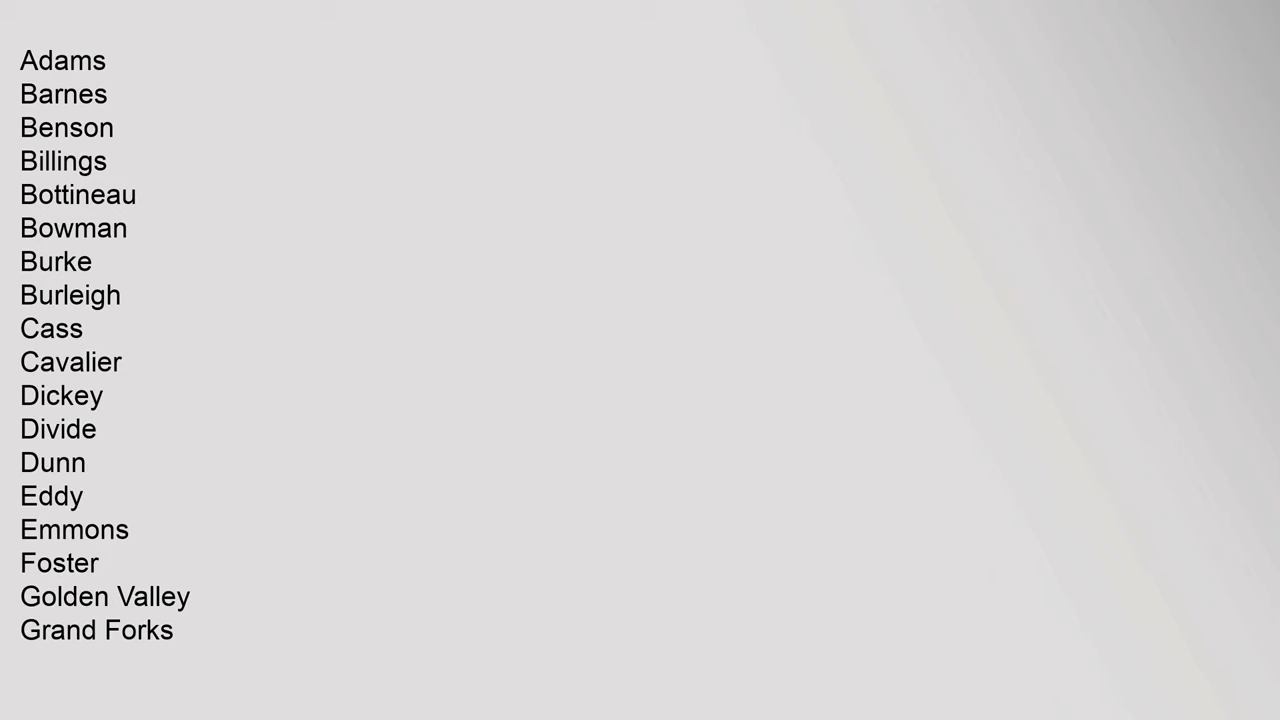 Adams
Barnes
Benson
Billings
Bottineau
Bowman
Burke
Burleigh
Cass
Cavalier
Dickey
Divide
Dunn
Eddy
Emmons
Foster
Golden Valley
Grand Forks